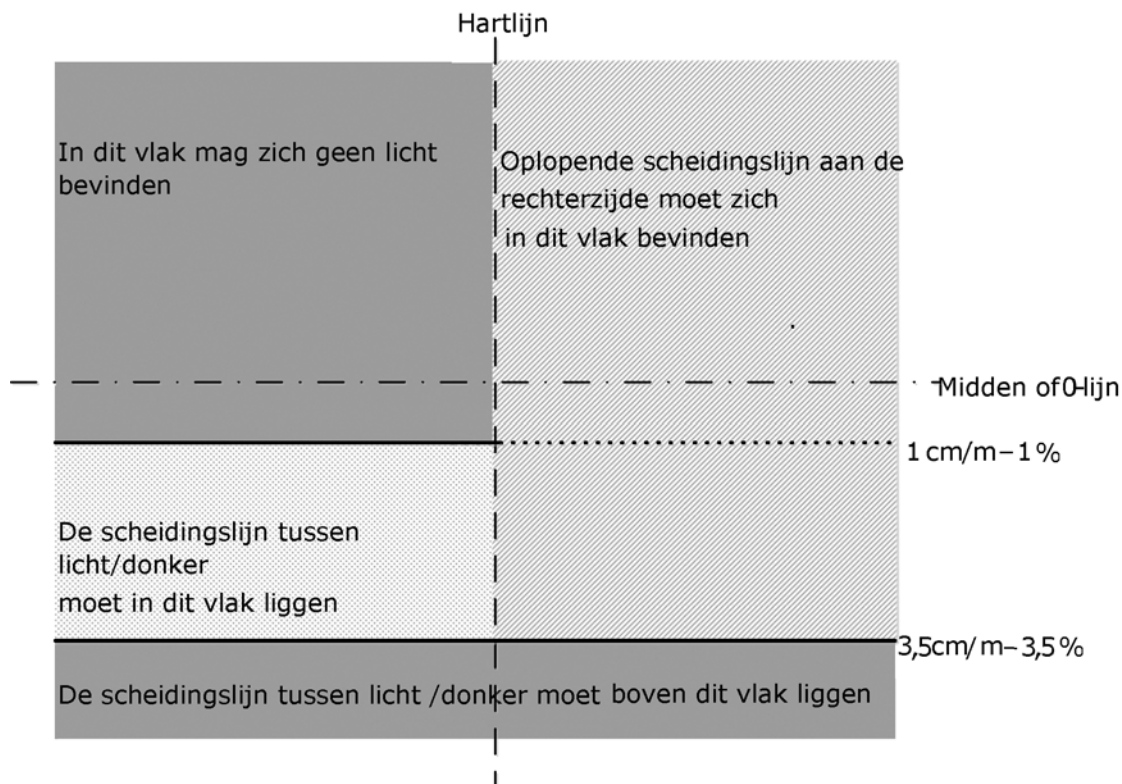 Hartlijn
In dit vlak mag zich geen licht
bevinden
Oplopende scheidingslijn aan de
rechterzijde moet zich
in dit vlak bevinden
Midden of 0-lijn
1 cm/m – 1 %
De scheidingslijn tussen
licht/donker
moet in dit vlak liggen
3,5cm/m – 3,5 %
De scheidingslijn tussen licht /donker moet boven dit vlak liggen